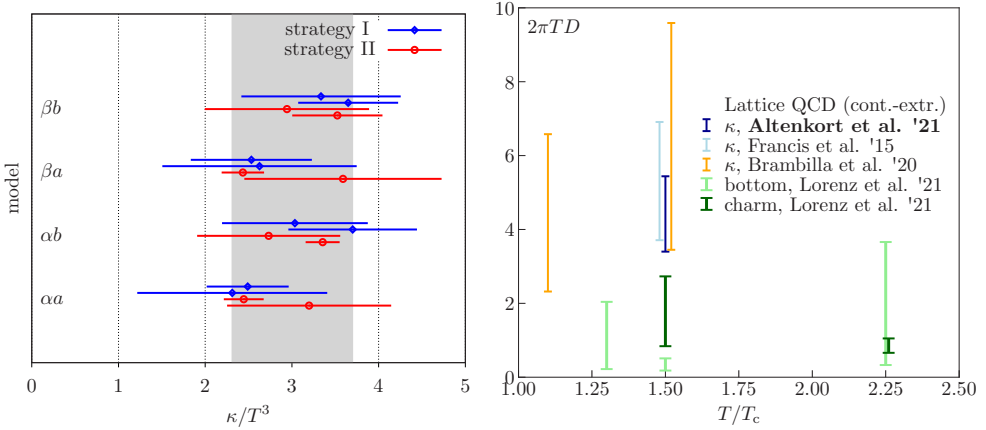 strategy I
strategy II
βb
βa
αb
αa
model
0 1 2 3 4 5
κ/T³
2πTD
10
8
6
4
2
0
Lattice QCD (cont.-extr.)
κ, Altenkort et al. '21
κ, Francis et al. '15
κ, Brambilla et al. '20
bottom, Lorenz et al. '21
charm, Lorenz et al. '21
1.00 1.25 1.50 1.75 2.00 2.25 2.50
T/Tc